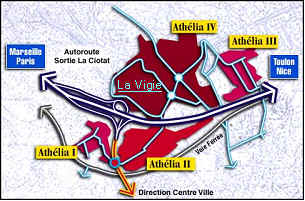 Athélia IV
Athélia III
Marseille
Paris
Autoroute
Sortie La Ciotat
Toulon
Nice
La Vigie
Athélia I
Athélia II
Voie Ferrée
Direction Centre Ville